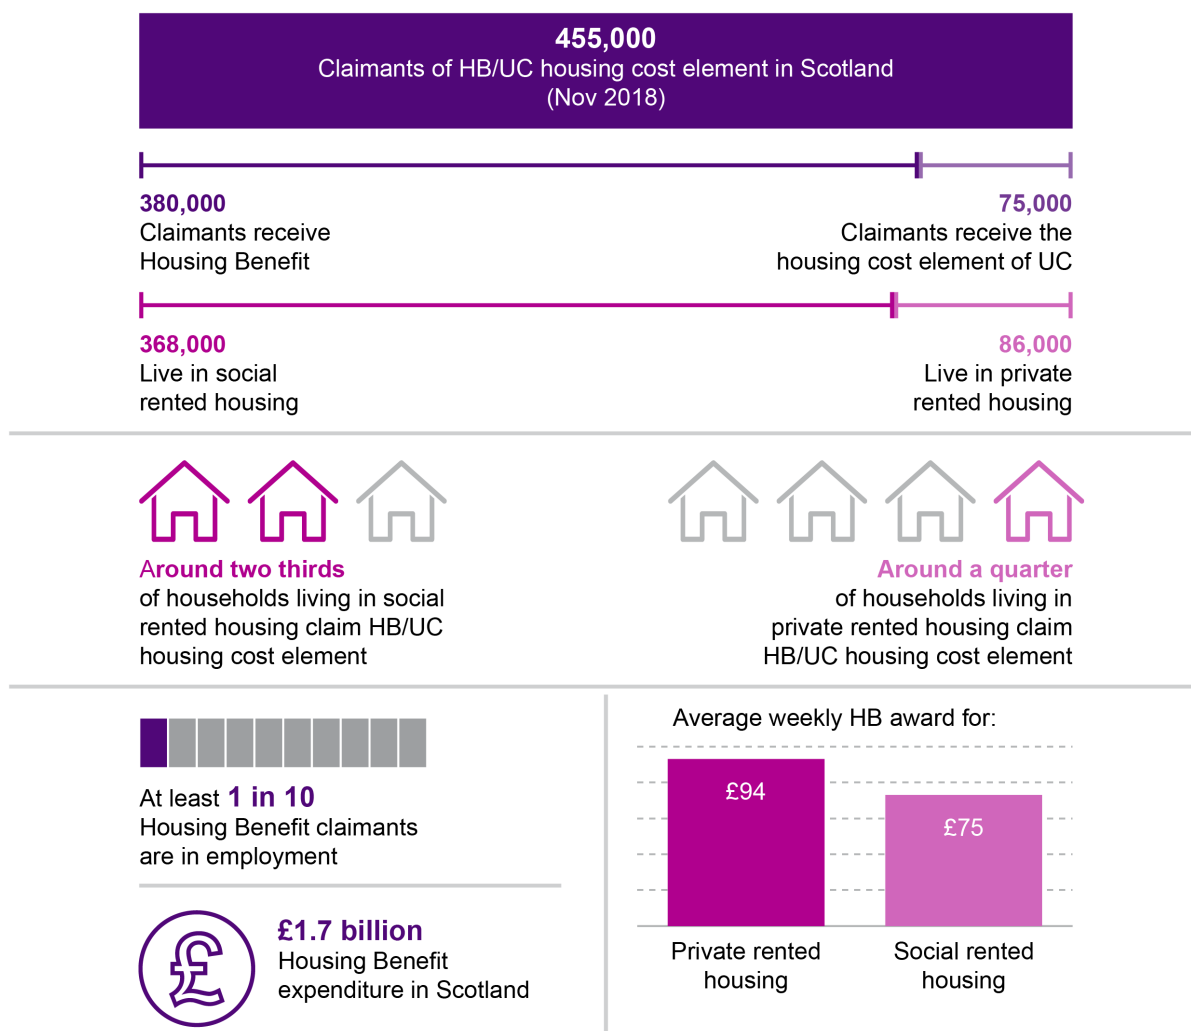 455,000
Claimants of HB/UC housing cost element in Scotland
(Nov 2018)
380,000
Claimants receive
Housing Benefit
75,000
Claimants receive the
housing cost element of UC
368,000
Live in social
rented housing
86,000
Live in private
rented housing
Around two thirds
of households living in social
rented housing claim HB/UC
housing cost element
Around a quarter
of households living in
private rented housing claim
HB/UC housing cost element
At least 1 in 10
Housing Benefit claimants
are in employment
£
£1.7 billion
Housing Benefit
expenditure in Scotland
Average weekly HB award for:
£94
£75
Private rented
housing
Social rented
housing